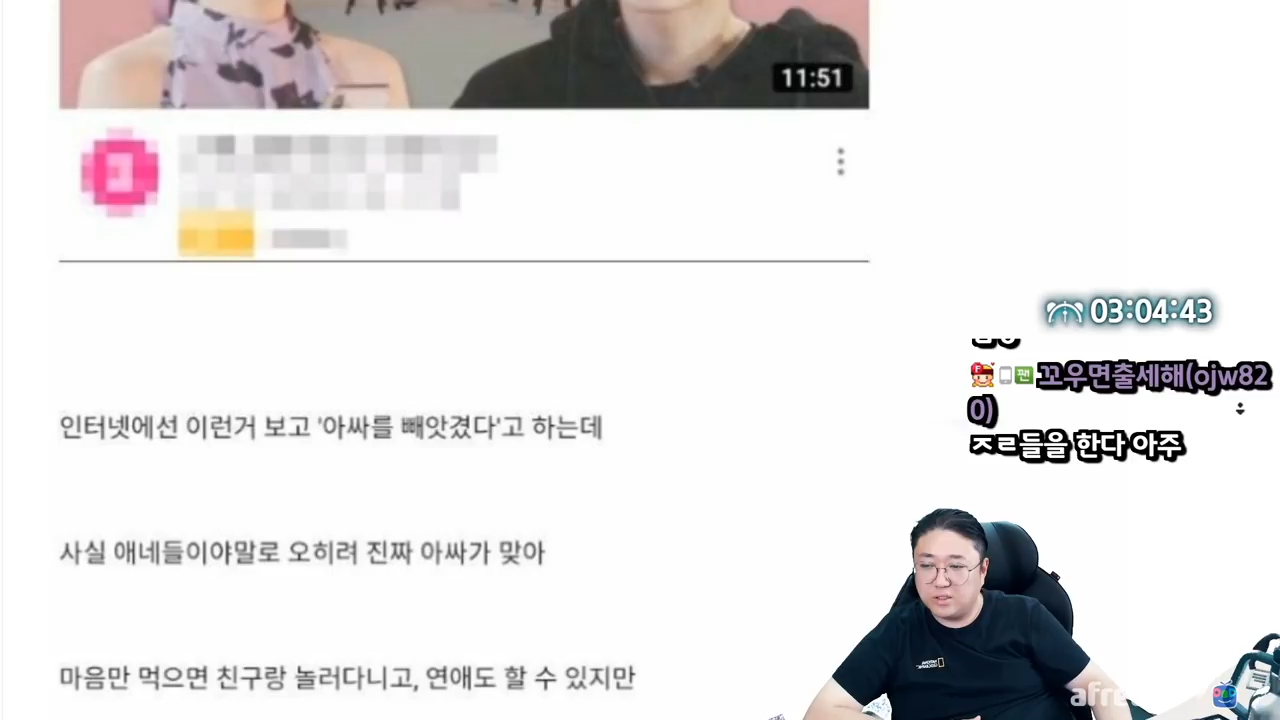 11:51
03:04:43
꼬우면출세해(ojw82
0)
ㅈㄹ들을 한다 아주
인터넷에선 이런거 보고 '아싸를 빼앗겼다'고 하는데
사실 애네들이야말로 오히려 진짜 아싸가 맞아
마음만 먹으면 친구랑 놀러다니고, 연애도 할 수 있지만
afre